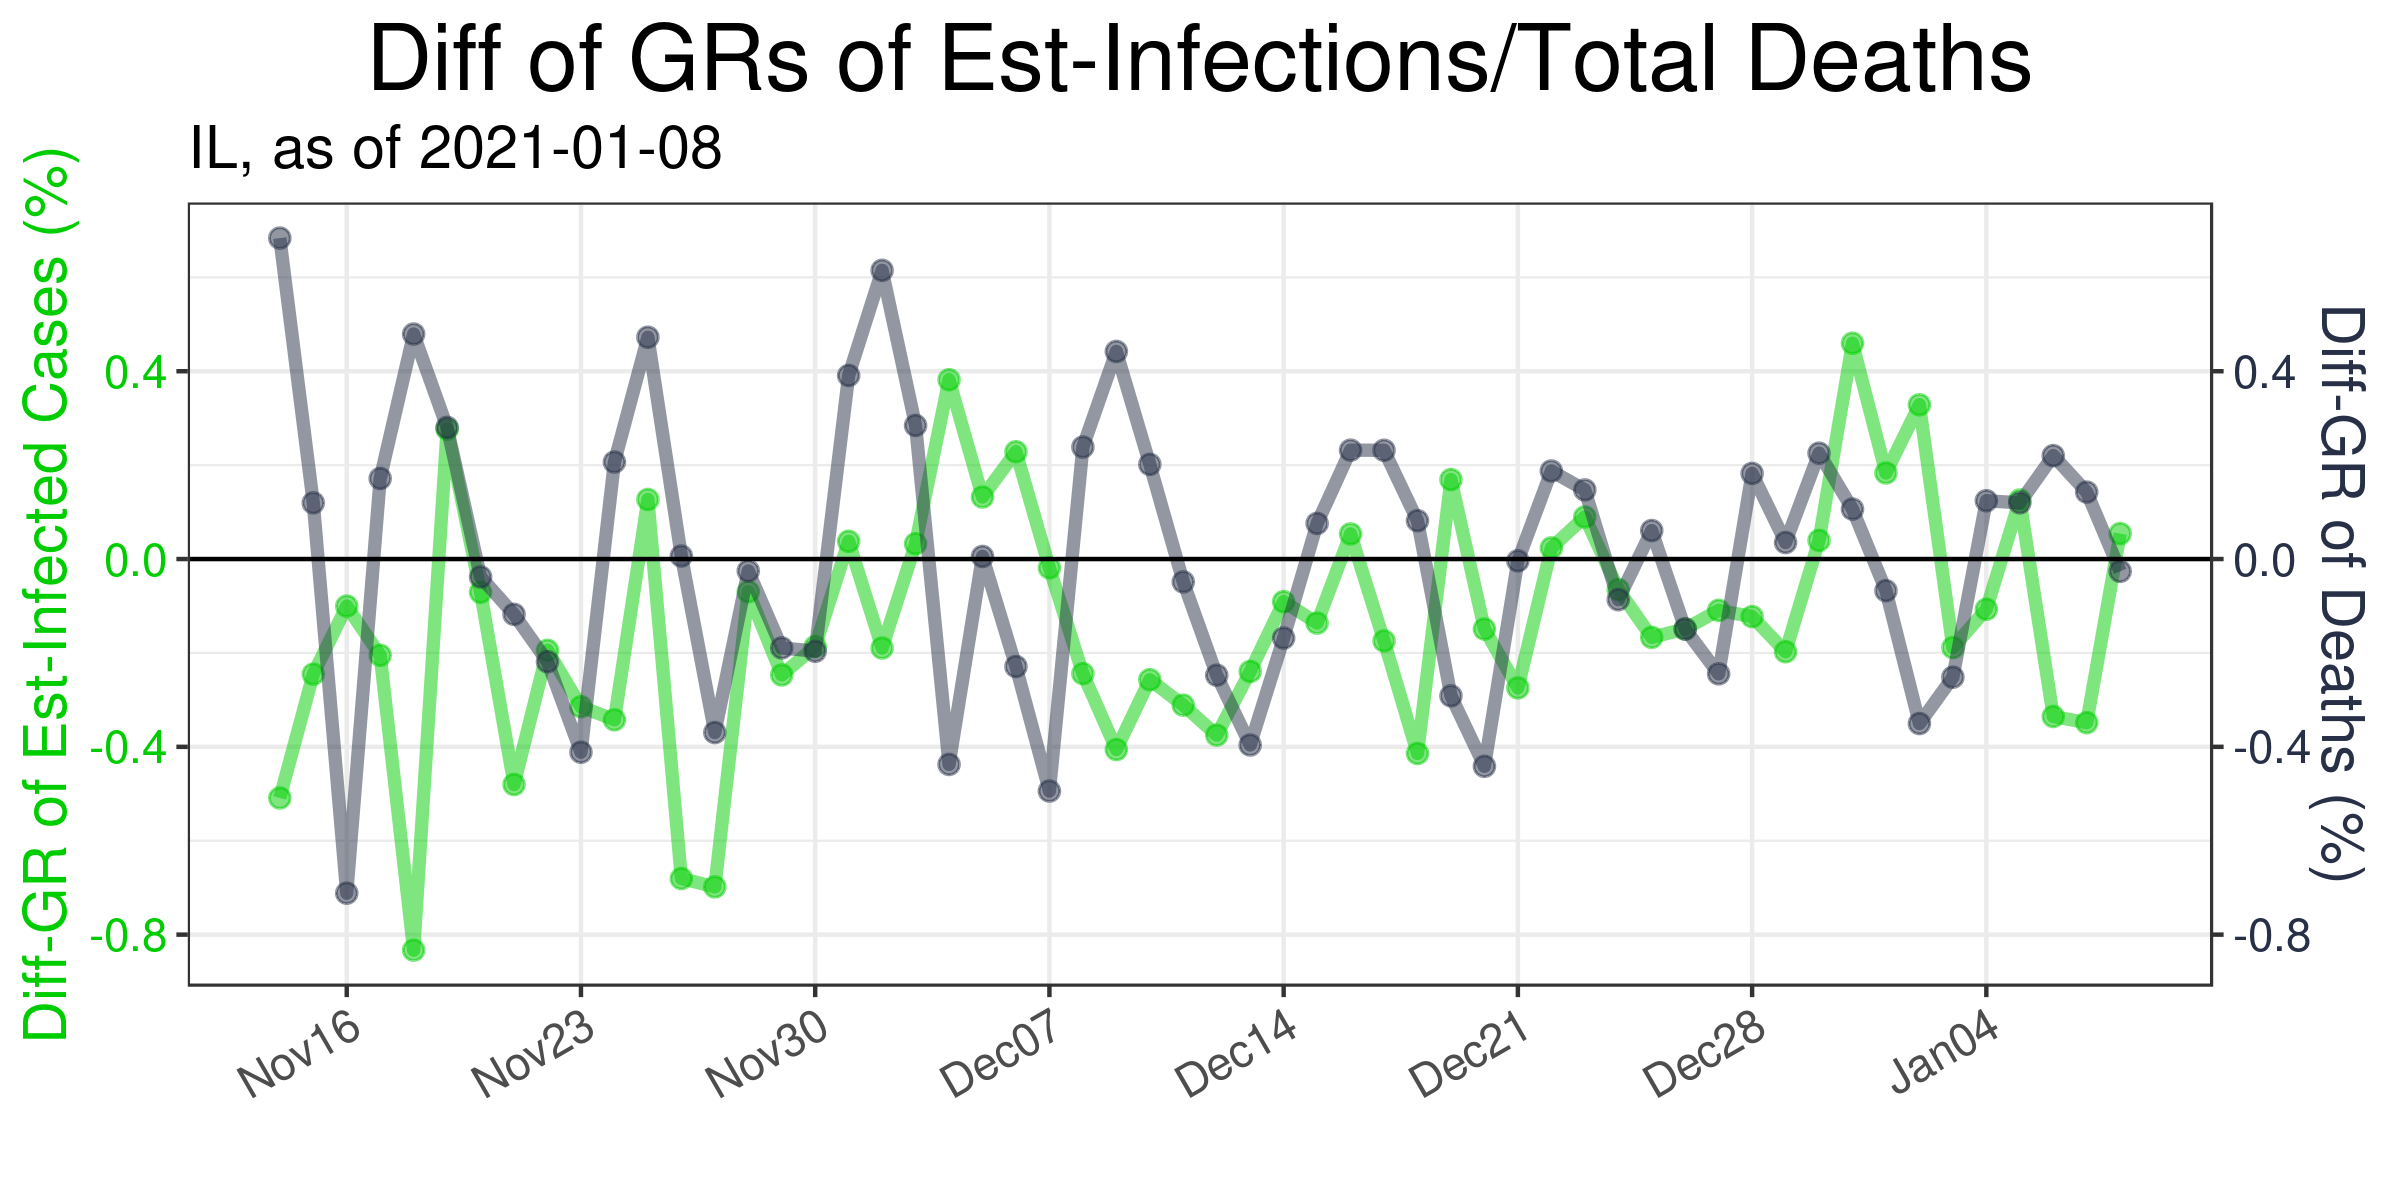 Diff of GRs of Est-Infections/Total Deaths
IL, as of 2021-01-08
Diff-GR of Est-Infected Cases (%)
0.4
0.0
-0.4
-0.8
0.4
0.0
-0.4
-0.8
Diff-GR of Deaths (%)
Nov16
Nov23
Nov30
Dec07
Dec14
Dec21
Dec28
Jan04